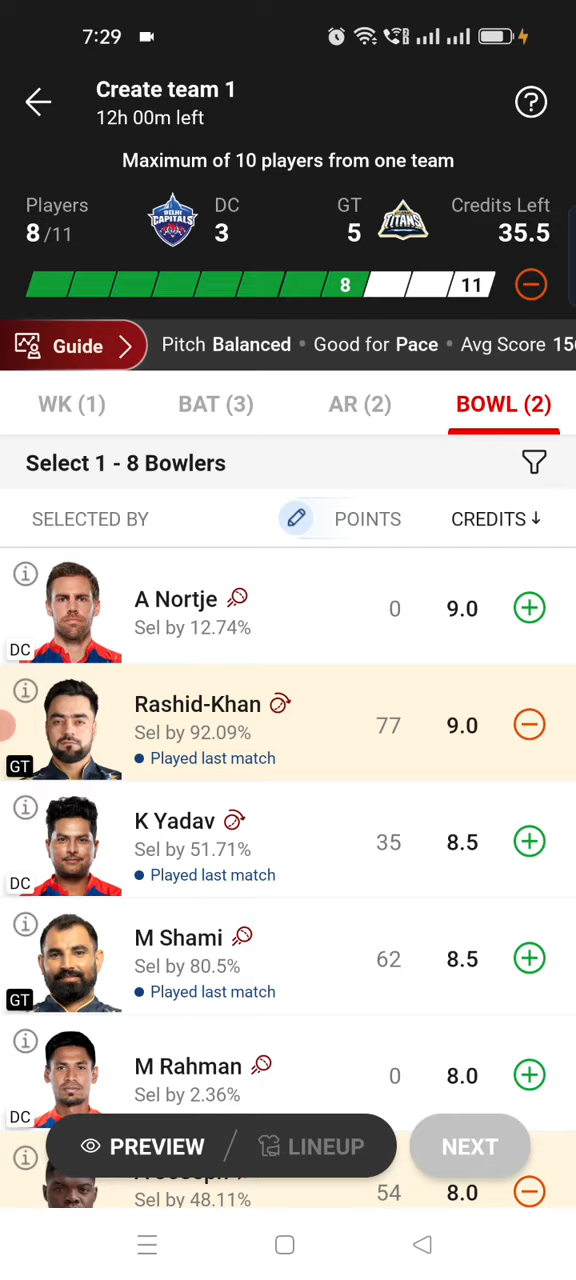 7:29
Create team 1
12h 00m left
Maximum of 10 players from one team
Players
8 /11
DELHI CAPITALS
DC
3
GT
5
TITANS
Credits Left
35.5
8
11
Guide
Pitch Balanced • Good for Pace • Avg Score
WK (1)
BAT (3)
AR (2)
BOWL (2)
Select 1 - 8 Bowlers
SELECTED BY
POINTS
CREDITS ↓
A Nortje
Sel by 12.74%
0
9.0
DC
Rashid-Khan
Sel by 92.09%
Played last match
77
9.0
GT
K Yadav
Sel by 51.71%
Played last match
35
8.5
DC
M Shami
Sel by 80.5%
Played last match
62
8.5
GT
M Rahman
Sel by 2.36%
0
8.0
DC
PREVIEW / LINEUP
NEXT
Sel by 48.11%
54
8.0